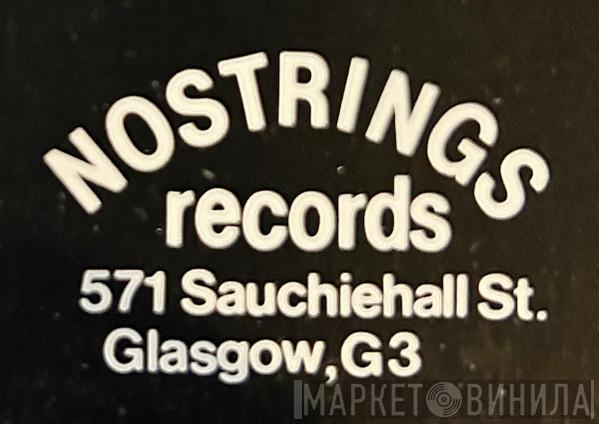 NOSTRINGS
records
571 Sauchiehall St.
Glasgow, G3
МАРКЕТ ВИНИЛА